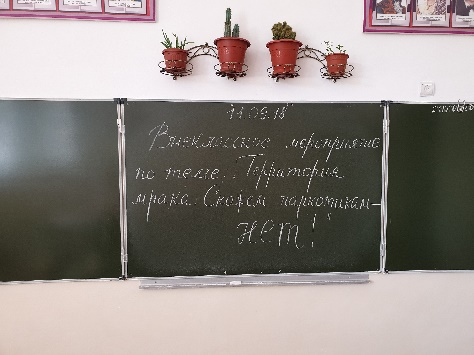 11.09.18
Внеклассное мероприятие
по теме: "Территория
мрака. Скажем наркотикам-
нет!"